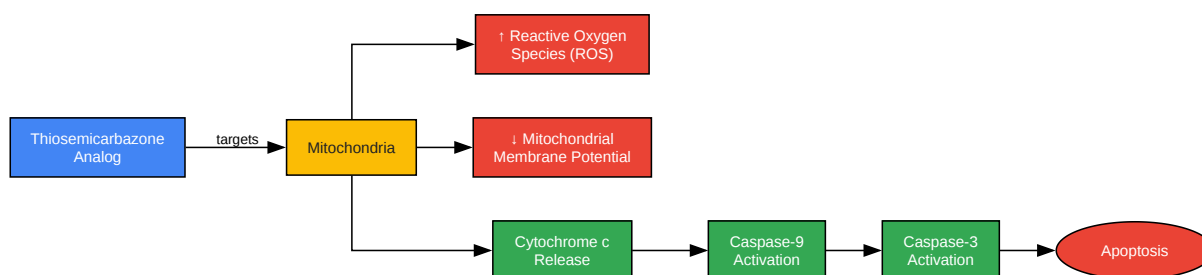 ↑ Reactive Oxygen
Species (ROS)
Thiosemicarbazone
Analog
targets
Mitochondria
↓ Mitochondrial
Membrane Potential
Cytochrome c
Release
Caspase-9
Activation
Caspase-3
Activation
Apoptosis